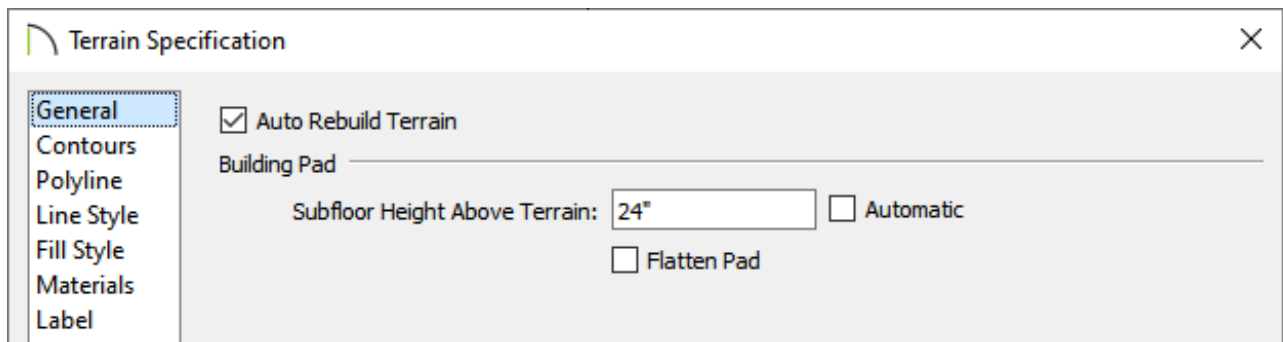 Terrain Specification
General
Contours
Polyline
Line Style
Fill Style
Materials
Label
Auto Rebuild Terrain
Building Pad
Subfloor Height Above Terrain: 24" Automatic
Flatten Pad